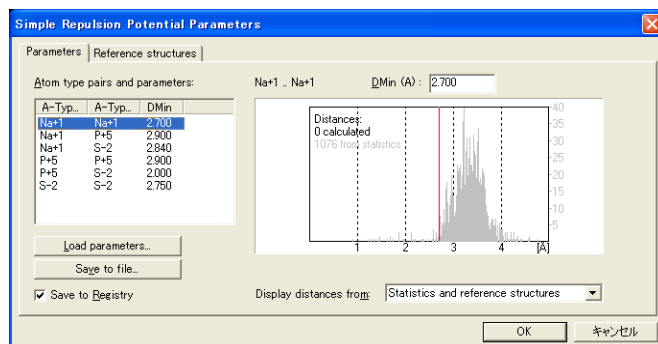 Simple Repulsion Potential Parameters
Parameters
Reference structures
Atom type pairs and parameters:
Na+1 .. Na+1
DMin (A) :
2.700
A-Typ... A-Typ... DMin
Na+1 Na+1 2.700
Na+1 P+5 2.900
Na+1 S-2 2.840
P+5 P+5 2.900
P+5 S-2 2.000
S-2 S-2 2.750
Distances:
0 calculated
1076 from statistics
40
35
30
25
20
15
10
5
1 2 3 4 [A]
Load parameters...
Save to file...
Save to Registry
Display distances from:
Statistics and reference structures
OK
キャンセル